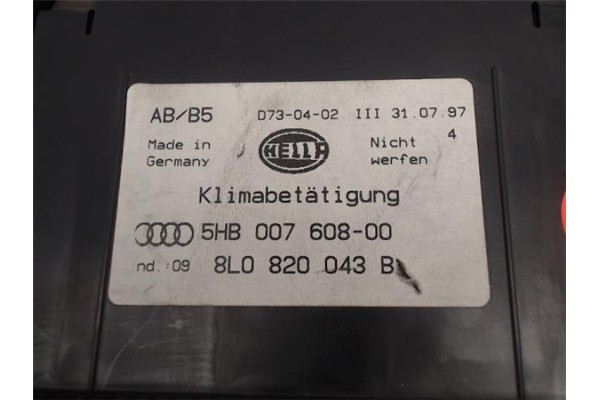 AB/B5 D73-04-02 III 31.07.97
Made in Germany HELLA Nicht werfen 4
Klimabetätigung
5HB 007 608-00
nd.:09 8L0 820 043 B